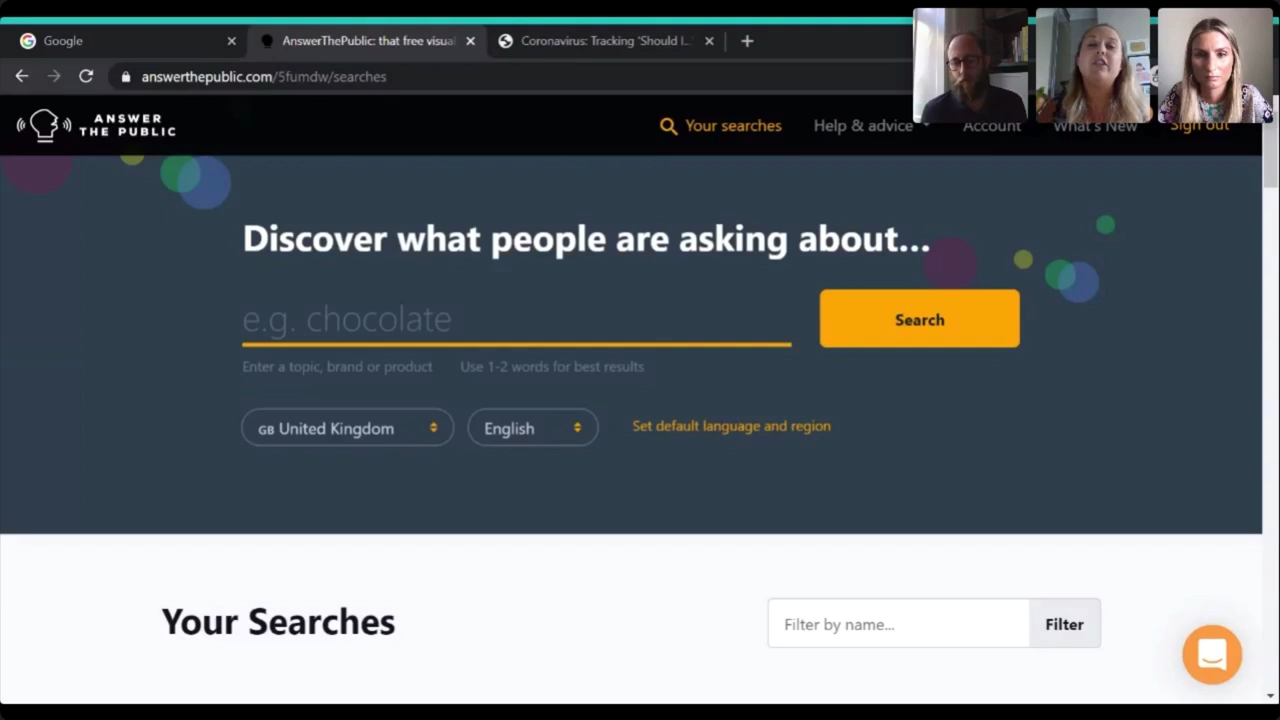 Google
AnswerThePublic: that free visua
Coronavirus: Tracking 'Should I...
answerthepublic.com/5fumdw/searches
ANSWER
THE PUBLIC
Your searches
Help & advice
Account
What's New
Sign out
Discover what people are asking about...
e.g. chocolate
Search
Enter a topic, brand or product
Use 1-2 words for best results
GB United Kingdom
English
Set default language and region
Your Searches
Filter by name...
Filter